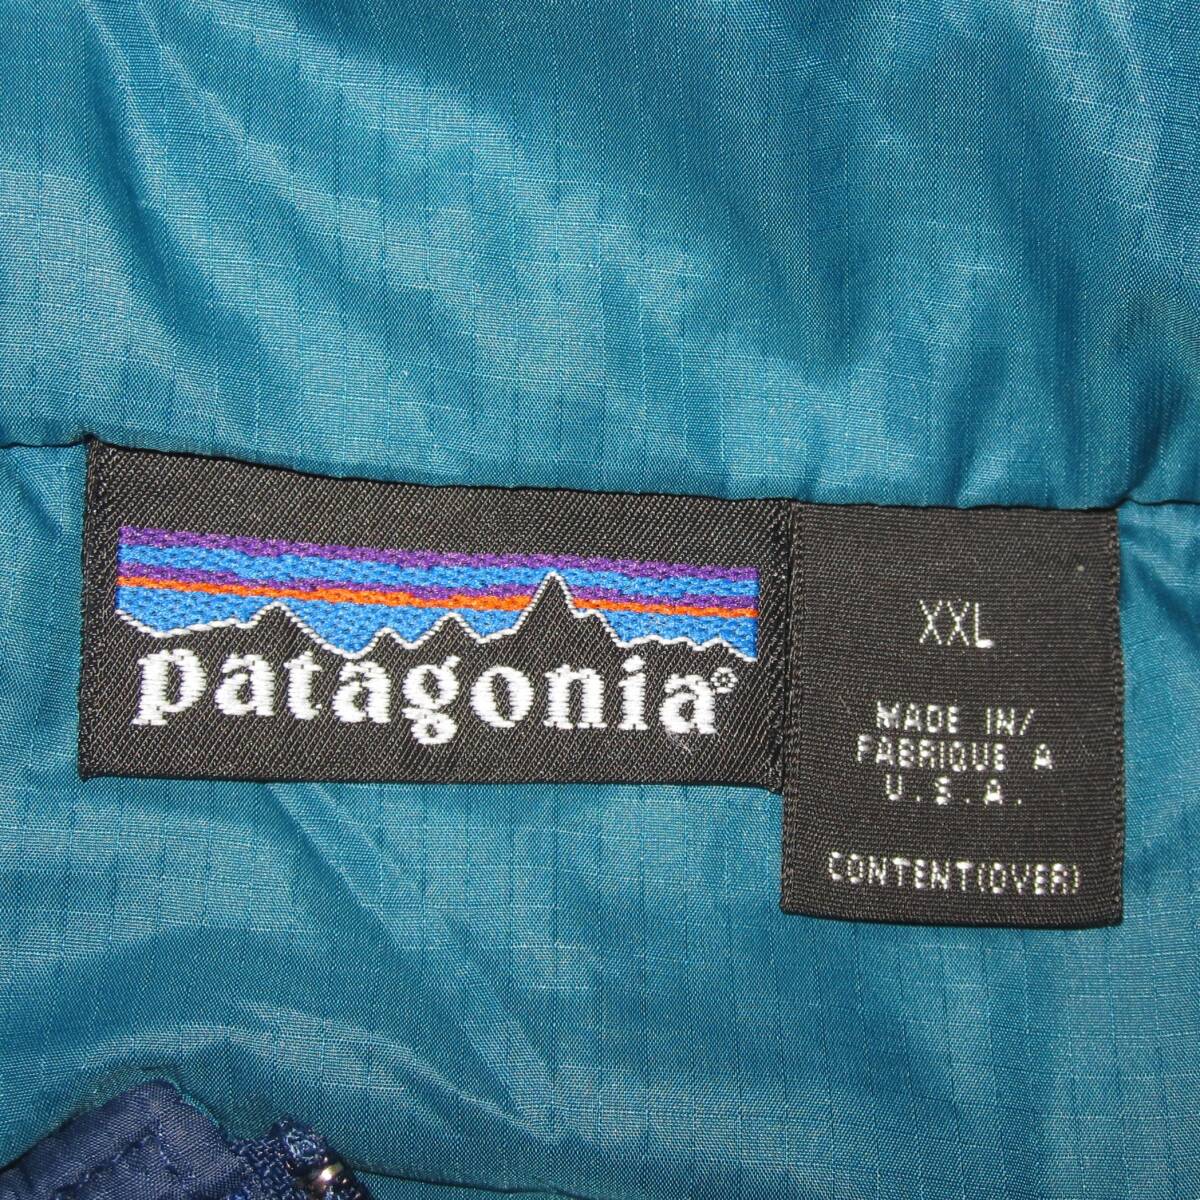 patagonia®
XXL
MADE IN/
FABRIQUE A
U.S.A.
CONTENT(OVER)